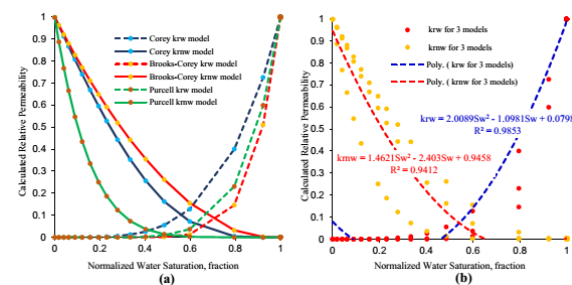 1
0.9
0.8
0.7
0.6
0.5
0.4
0.3
0.2
0.1
0
Calculated Relative Permeability
Corey krw model
Corey krnw model
Brooks-Corey krw model
Brooks-Corey krnw model
Purcell krw model
Purcell krnw model
0 0.2 0.4 0.6 0.8 1
Normalized Water Saturation, fraction
(a)
1
0.9
0.8
0.7
0.6
0.5
0.4
0.3
0.2
0.1
0
Calculated Relative Permeability
krw for 3 models
krnw for 3 models
Poly. ( krw for 3 models)
Poly. (krnw for 3 models)
krw = 2.0089Sw² - 1.0981Sw + 0.0798
R² = 0.9853
krnw = 1.4621Sw² - 2.403Sw + 0.9458
R² = 0.9412
0 0.2 0.4 0.6 0.8 1
Normalized Water Saturation, fraction
(b)